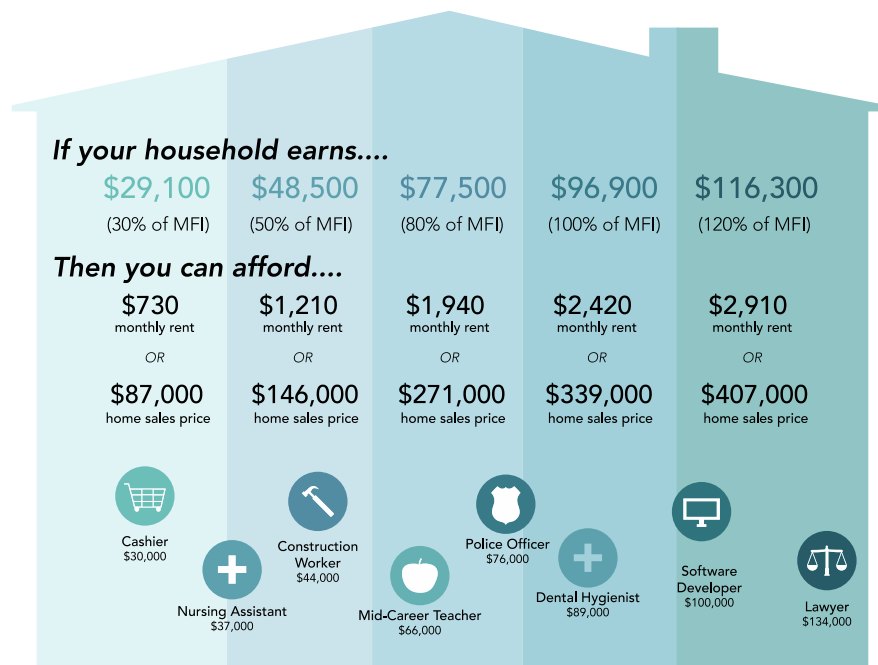 If your household earns....
$29,100 $48,500 $77,500 $96,900 $116,300
(30% of MFI) (50% of MFI) (80% of MFI) (100% of MFI) (120% of MFI)
Then you can afford....
$730 $1,210 $1,940 $2,420 $2,910
monthly rent monthly rent monthly rent monthly rent monthly rent
OR OR OR OR OR
$87,000 $146,000 $271,000 $339,000 $407,000
home sales price home sales price home sales price home sales price home sales price
Cashier
$30,000
Nursing Assistant
$37,000
Construction
Worker
$44,000
Mid-Career Teacher
$66,000
Police Officer
$76,000
Dental Hygienist
$89,000
Software
Developer
$100,000
Lawyer
$134,000